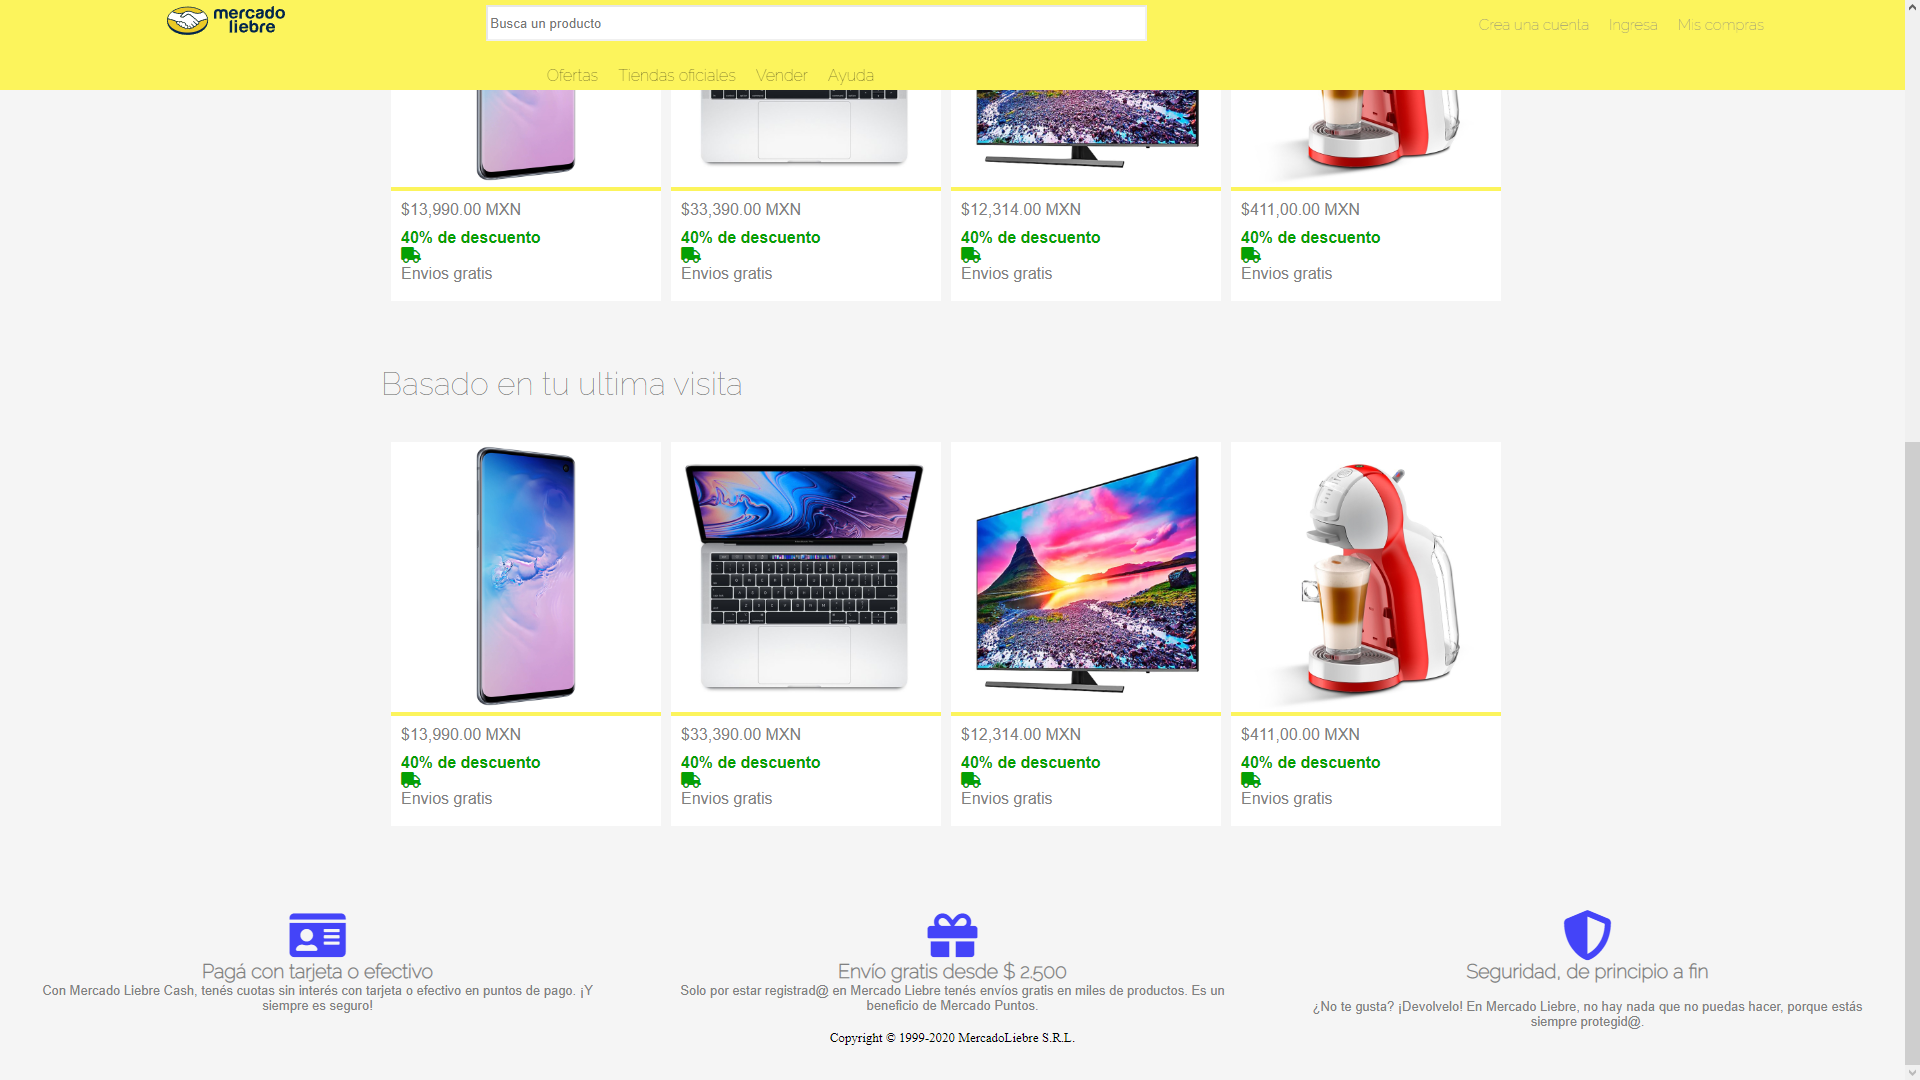 mercado
liebre
Busca un producto
Crea una cuenta Ingresa Mis compras
Ofertas Tiendas oficiales Vender Ayuda
$13,990.00 MXN
40% de descuento
Envios gratis
$33,390.00 MXN
40% de descuento
Envios gratis
$12,314.00 MXN
40% de descuento
Envios gratis
$411,00.00 MXN
40% de descuento
Envios gratis
Basado en tu ultima visita
$13,990.00 MXN
40% de descuento
Envios gratis
$33,390.00 MXN
40% de descuento
Envios gratis
$12,314.00 MXN
40% de descuento
Envios gratis
$411,00.00 MXN
40% de descuento
Envios gratis
Pagá con tarjeta o efectivo
Con Mercado Liebre Cash, tenés cuotas sin interés con tarjeta o efectivo en puntos de pago. ¡Y
siempre es seguro!
Envío gratis desde $ 2.500
Solo por estar registrad@ en Mercado Liebre tenés envíos gratis en miles de productos. Es un
beneficio de Mercado Puntos.
Seguridad, de principio a fin
¿No te gusta? ¡Devolvelo! En Mercado Liebre, no hay nada que no puedas hacer, porque estás
siempre protegid@.
Copyright © 1999-2020 MercadoLiebre S.R.L.